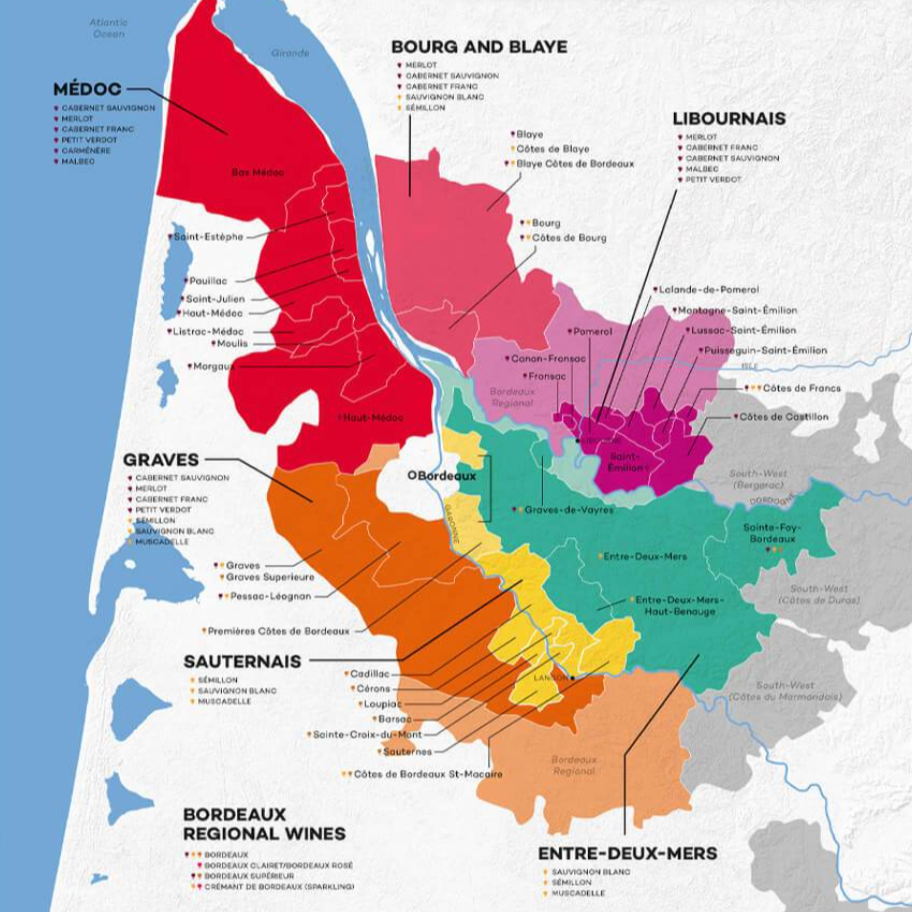 Atlantic
Ocean
Gironde
BOURG AND BLAYE
MERLOT
CABERNET SAUVIGNON
CABERNET FRANC
SAUVIGNON BLANC
SÉMILLON
MÉDOC
CABERNET SAUVIGNON
MERLOT
CABERNET FRANC
PETIT VERDOT
CARMÉNÈRE
MALBEC
LIBOURNAIS
MERLOT
CABERNET FRANC
CABERNET SAUVIGNON
MALBEC
PETIT VERDOT
Blaye
Côtes de Blaye
Blaye Côtes de Bordeaux
Bas Médoc
Bourg
Côtes de Bourg
Saint-Estèphe
Pauillac
Saint-Julien
Haut-Médoc
Listrac-Médoc
Moulis
Margaux
Haut-Médoc
Lalande-de-Pomerol
Montagne-Saint-Émilion
Pomerol
Lussac-Saint-Émilion
Puisseguin-Saint-Émilion
Canon-Fronsac
Fronsac
ISLE
Côtes de Francs
Bordeaux
Regional
Côtes de Castillon
LIBOURNE
Saint-
Émilion
GRAVES
CABERNET SAUVIGNON
MERLOT
CABERNET FRANC
PETIT VERDOT
SÉMILLON
SAUVIGNON BLANC
MUSCADELLE
Bordeaux
South-West
(Bergerac)
DORDOGNE
GARONNE
Graves-de-Vayres
Sainte-Foy-
Bordeaux
Entre-Deux-Mers
Graves
Graves Superieure
Pessac-Léognan
South-West
(Côtes de Duras)
Entre-Deux-Mers-
Haut-Benauge
Premières Côtes de Bordeaux
SAUTERNAIS
SÉMILLON
SAUVIGNON BLANC
MUSCADELLE
Cadillac
Cérons
Loupiac
Barsac
Sainte-Croix-du-Mont
Sauternes
Côtes de Bordeaux St-Macaire
LANGON
South-West
(Côtes du Marmandais)
Bordeaux
Regional
BORDEAUX
REGIONAL WINES
BORDEAUX
BORDEAUX CLAIRET/BORDEAUX ROSÉ
BORDEAUX SUPÉRIEUR
CRÉMANT DE BORDEAUX (SPARKLING)
ENTRE-DEUX-MERS
SAUVIGNON BLANC
SÉMILLON
MUSCADELLE